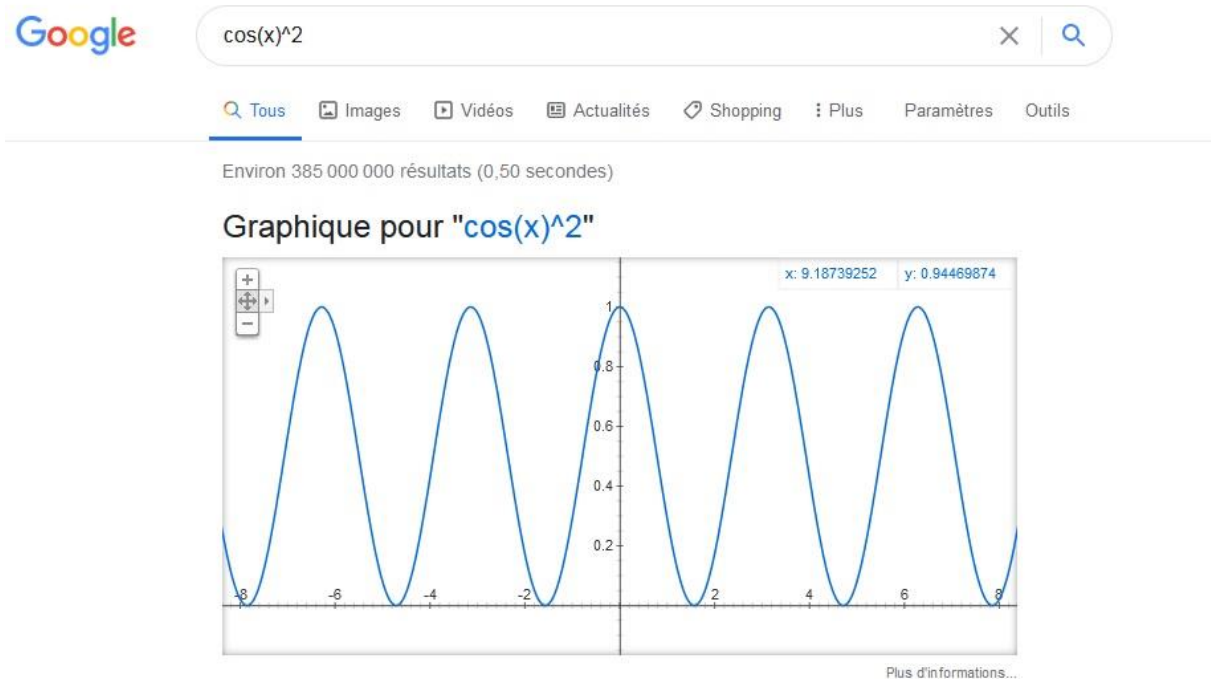 Google
cos(x)^2
Tous Images Vidéos Actualités Shopping Plus Paramètres Outils
Environ 385 000 000 résultats (0,50 secondes)
Graphique pour "cos(x)^2"
x: 9.18739252 y: 0.94469874
1
0.8
0.6
0.4
0.2
-8 -6 -4 -2 2 4 6 8
Plus d'informations...